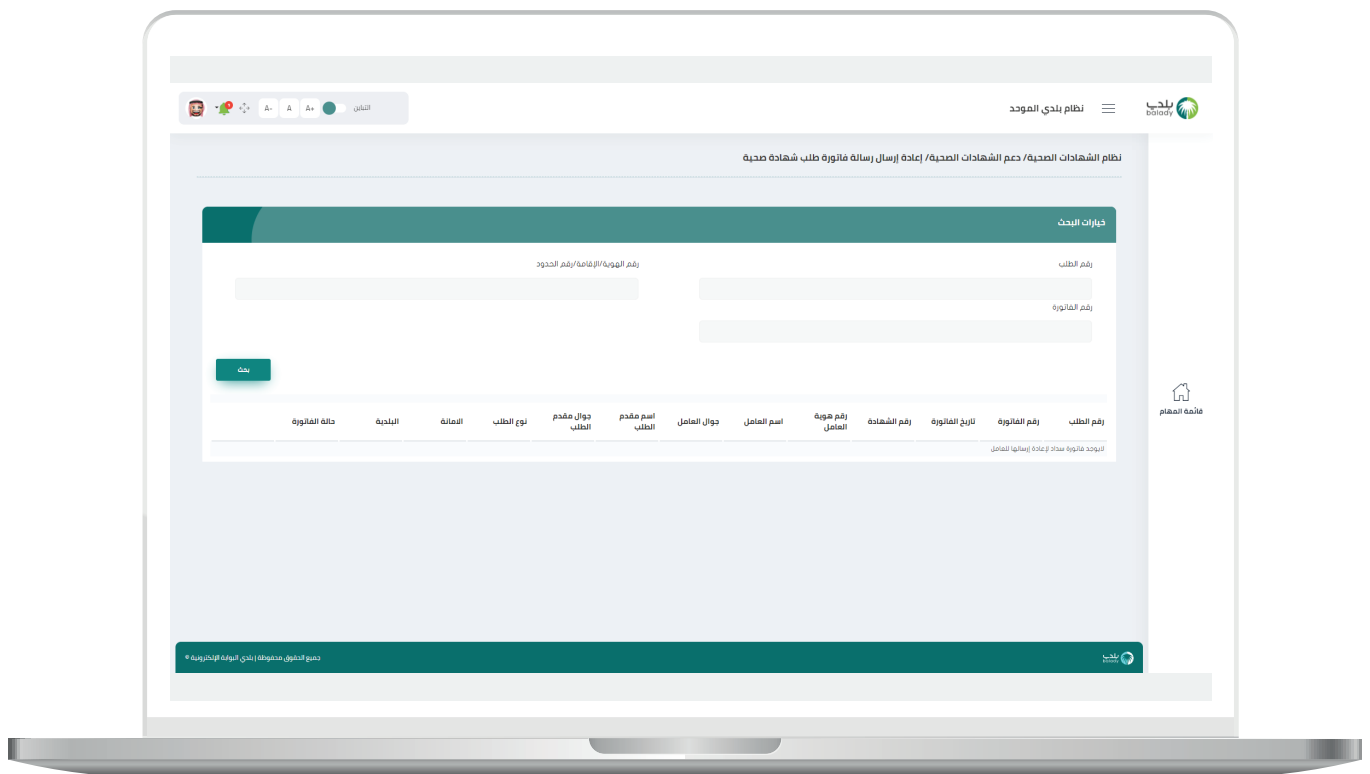 بلدي
balady
نظام بلدي الموحد
التباين
A+
A
A-
نظام الشهادات الصحية/ دعم الشهادات الصحية/ إعادة إرسال رسالة فاتورة طلب شهادة صحية
خيارات البحث
رقم الطلب
رقم الهوية/الإقامة/رقم الحدود
رقم الفاتورة
بحث
قائمة المهام
رقم الطلب
رقم الفاتورة
تاريخ الفاتورة
رقم الشهادة
رقم هوية
العامل
اسم العامل
جوال العامل
اسم مقدم
الطلب
جوال مقدم
الطلب
نوع الطلب
الامانة
البلدية
حالة الفاتورة
لايوجد فاتورة سداد لإعادة إرسالها للعامل
بلدي
balady
جميع الحقوق محفوظة | بلدي البوابة الإلكترونية ©